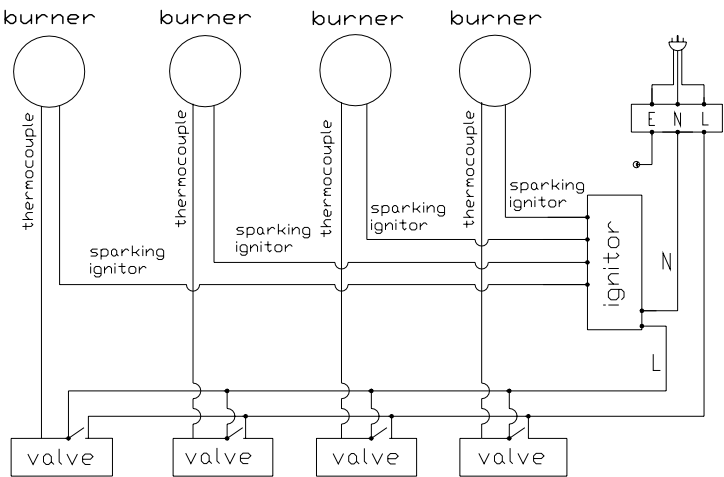 burner
burner
burner
burner
E N L
thermocouple
thermocouple
thermocouple
thermocouple
sparking
ignitor
sparking
ignitor
sparking
ignitor
sparking
ignitor
ignitor
N
L
valve
valve
valve
valve